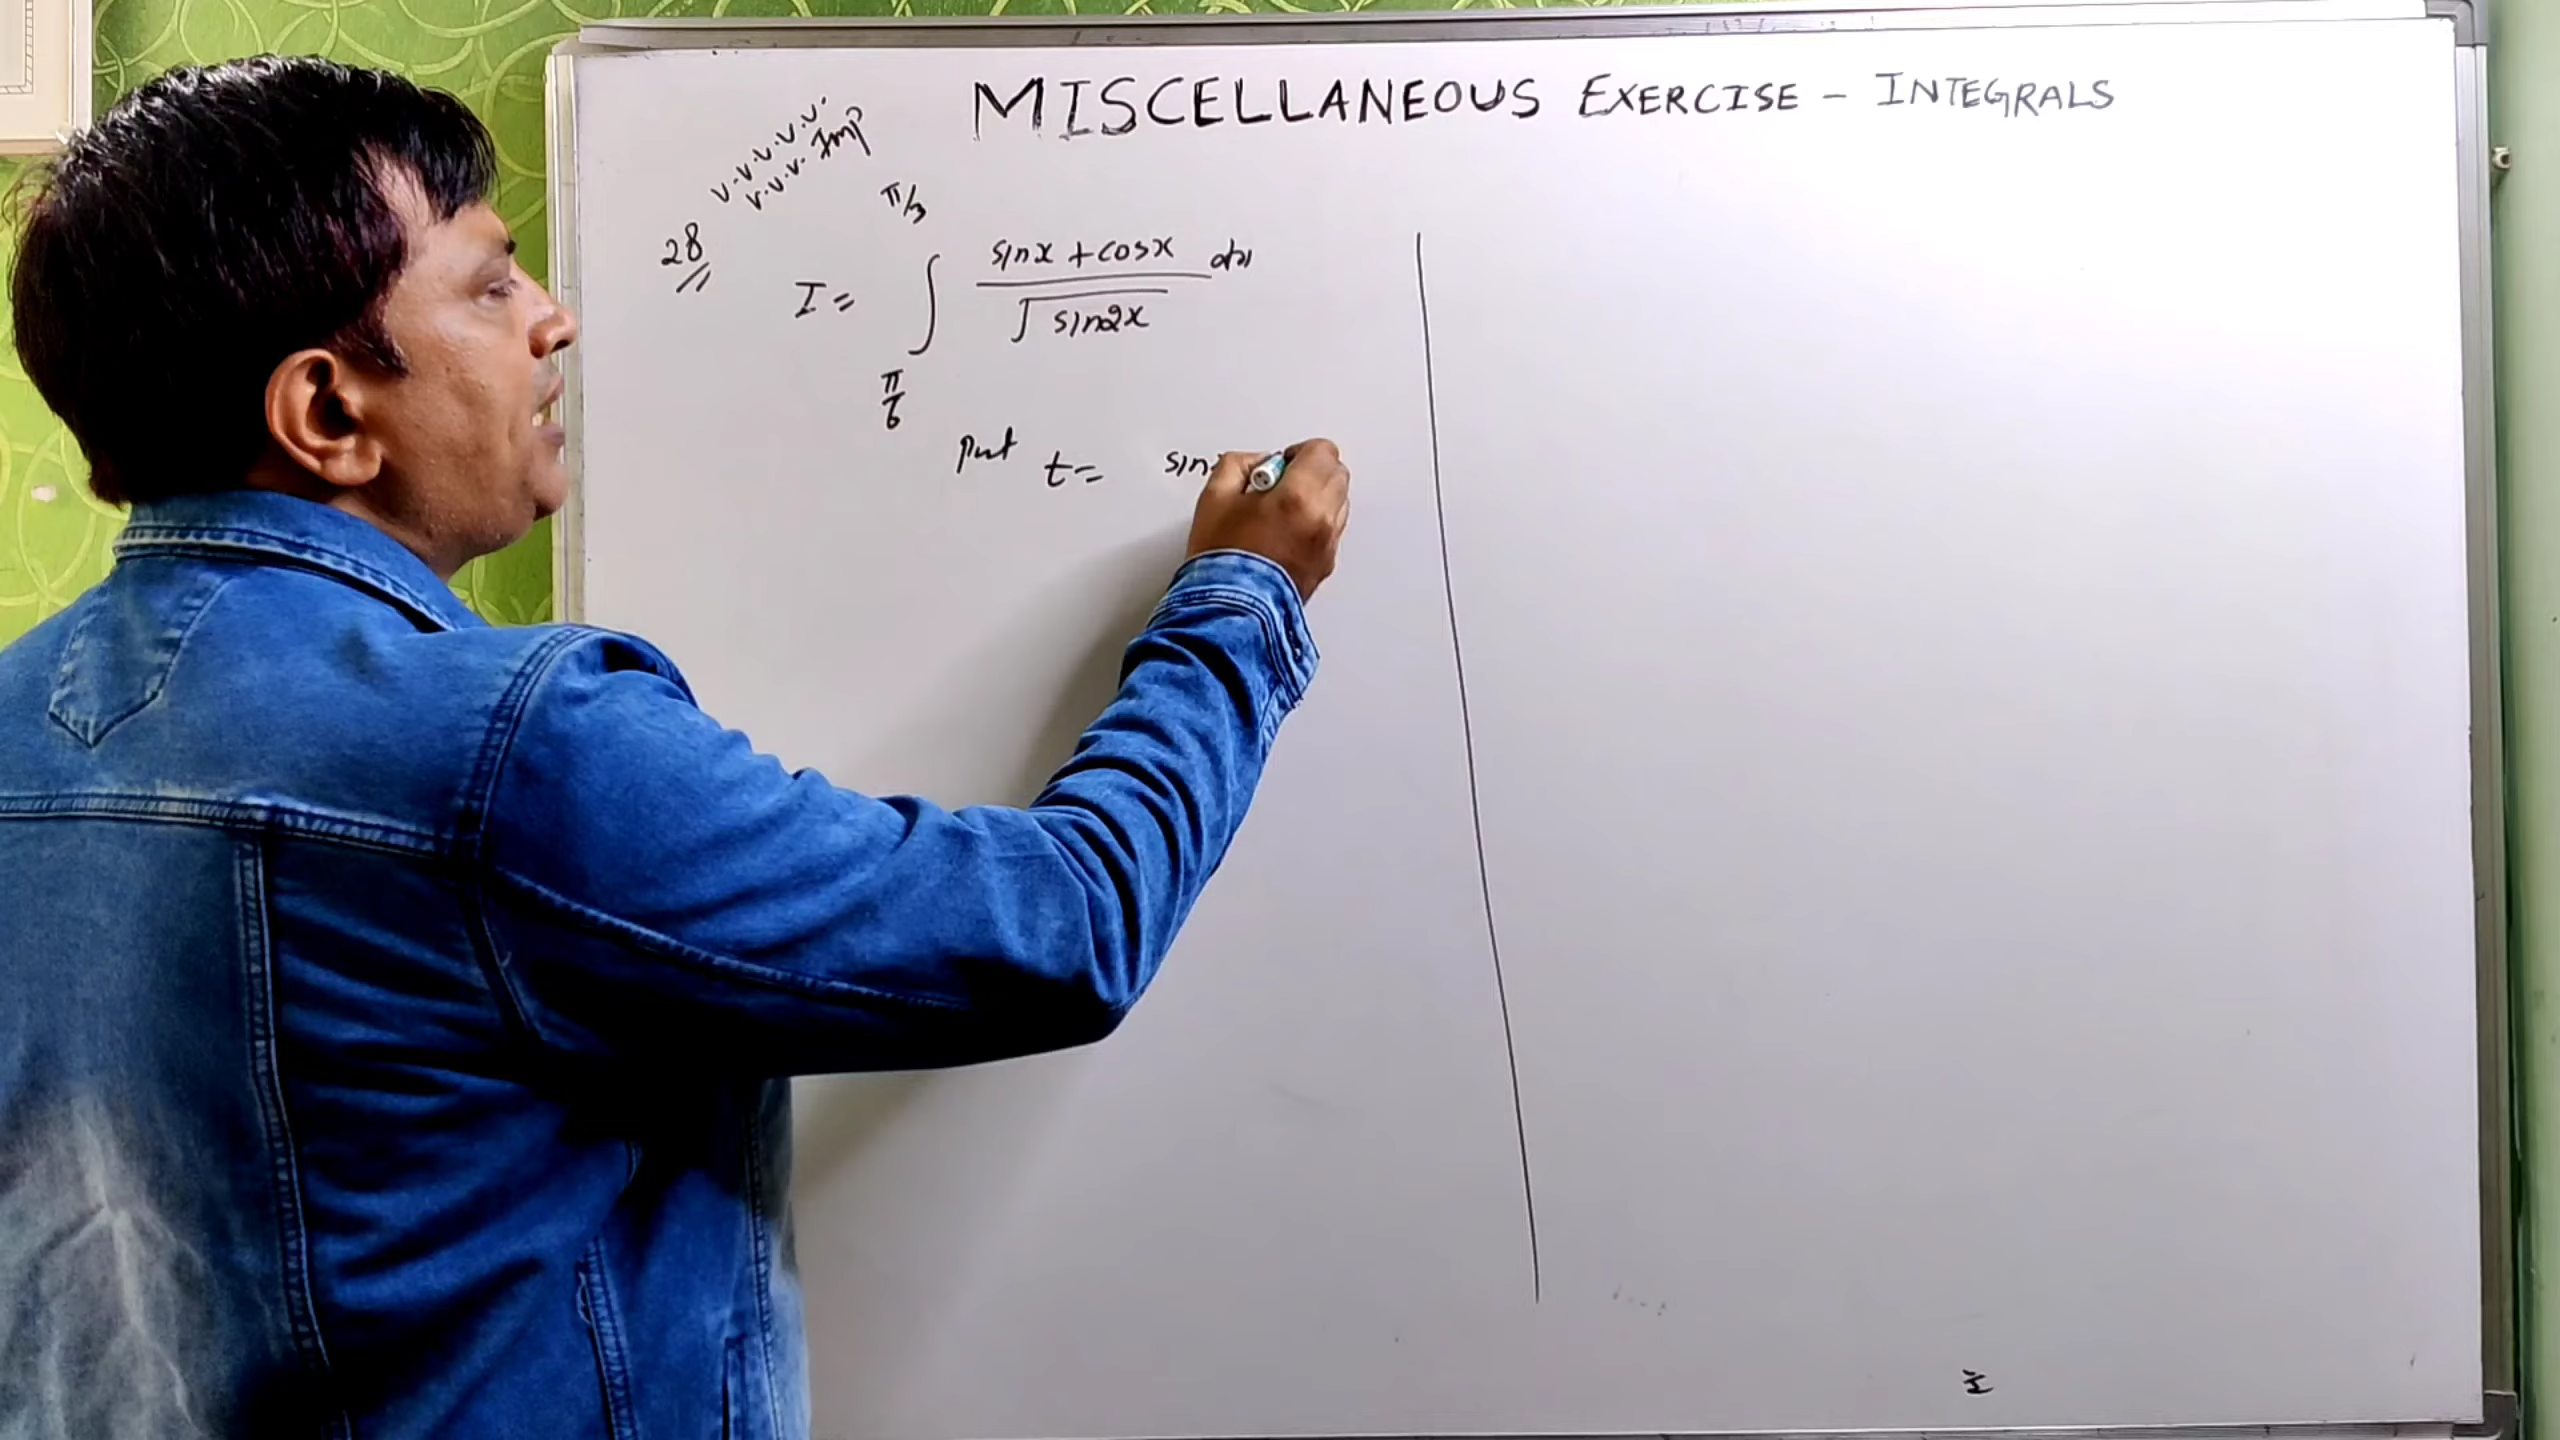 MISCELLANEOUS EXERCISE – INTEGRALS
V.V.V.V.V.
V.V.V. Imp
28
π/3
I = ∫ sinx + cosx dx
√sin2x
π/6
Put t = sin